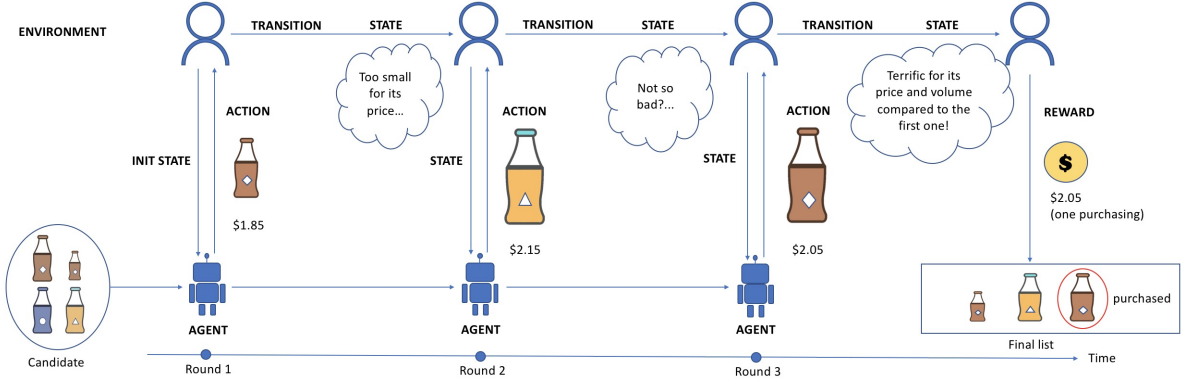 ENVIRONMENT
TRANSITION
STATE
TRANSITION
STATE
TRANSITION
STATE
Too small
for its
price...
Not so
bad?...
Terrific for its
price and volume
compared to the
first one!
ACTION
ACTION
ACTION
REWARD
INIT STATE
STATE
STATE
$
$1.85
$2.15
$2.05
$2.05
(one purchasing)
AGENT
AGENT
AGENT
purchased
Candidate
Final list
Round 1
Round 2
Round 3
Time